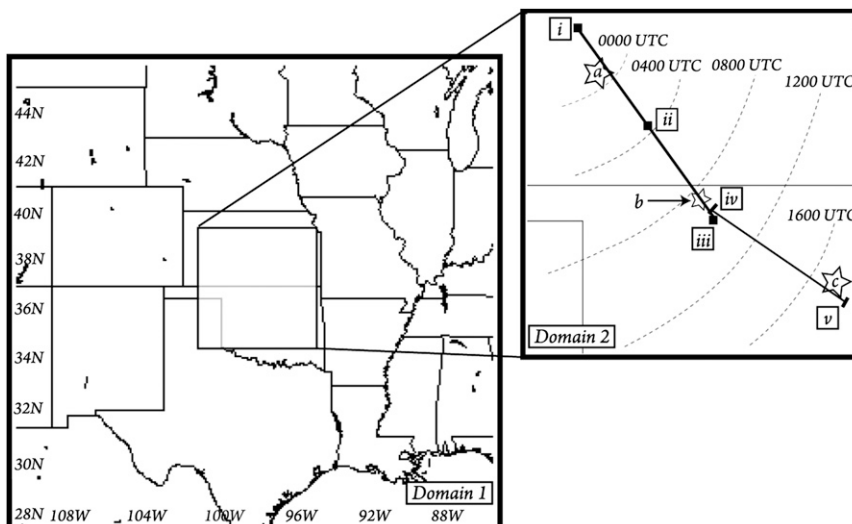 44N
42N
40N
38N
36N
34N
32N
30N
28N
108W 104W 100W 96W 92W 88W
Domain 1
i
0000 UTC
a
0400 UTC
0800 UTC
1200 UTC
ii
b
iv
iii
1600 UTC
c
v
Domain 2